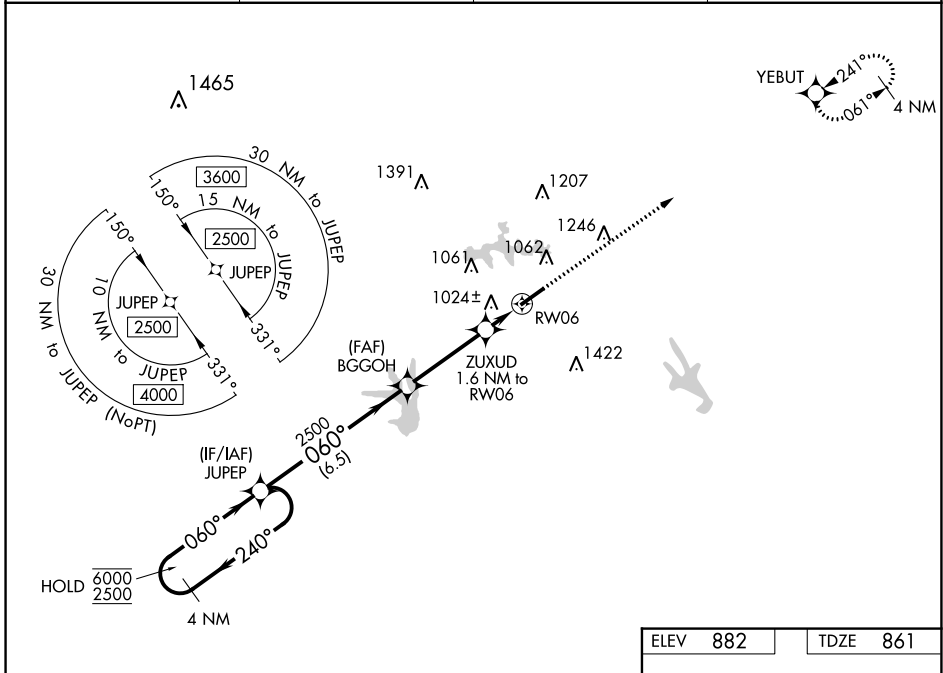 1465
YEBUT
241°
061°
4 NM
30 NM to JUPEP
3600
150°
15 NM to JUPEP
2500
JUPEP
331°
30 NM to JUPEP (NoPT)
150°
10 NM to JUPEP
JUPEP
2500
4000
331°
1391
1207
1246
1061
1062
1024±
RW06
1422
ZUXUD
1.6 NM to
RW06
(FAF)
BGGOH
2500
060°
(6.5)
(IF/IAF)
JUPEP
060°
240°
HOLD 6000
2500
4 NM
ELEV 882
TDZE 861